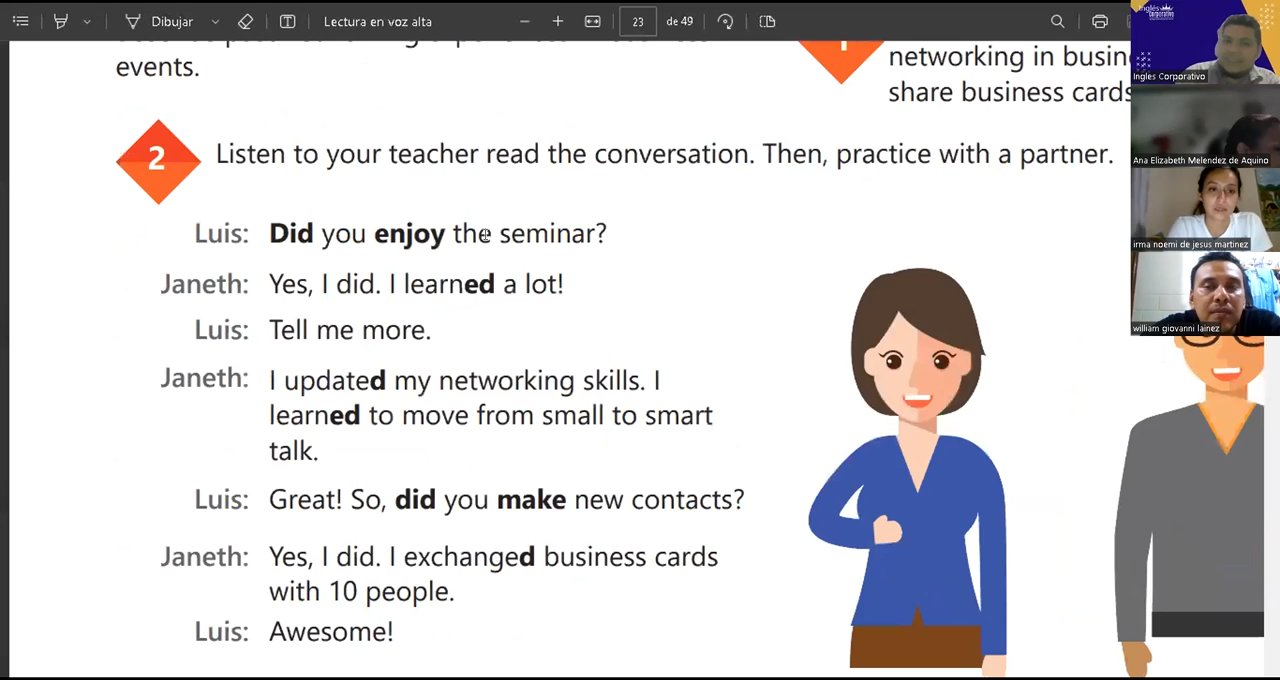 Dibujar
Lectura en voz alta
23
de 49
events.
networking in busin
share business cards
1
2
Listen to your teacher read the conversation. Then, practice with a partner.
Luis: Did you enjoy the seminar?
Janeth: Yes, I did. I learned a lot!
Luis: Tell me more.
Janeth: I updated my networking skills. I
learned to move from small to smart
talk.
Luis: Great! So, did you make new contacts?
Janeth: Yes, I did. I exchanged business cards
with 10 people.
Luis: Awesome!
Inglés
Corporativo
Ingles Corporativo
Ana Elizabeth Melendez de Aquino
irma noemi de jesus martinez
william giovanni lainez